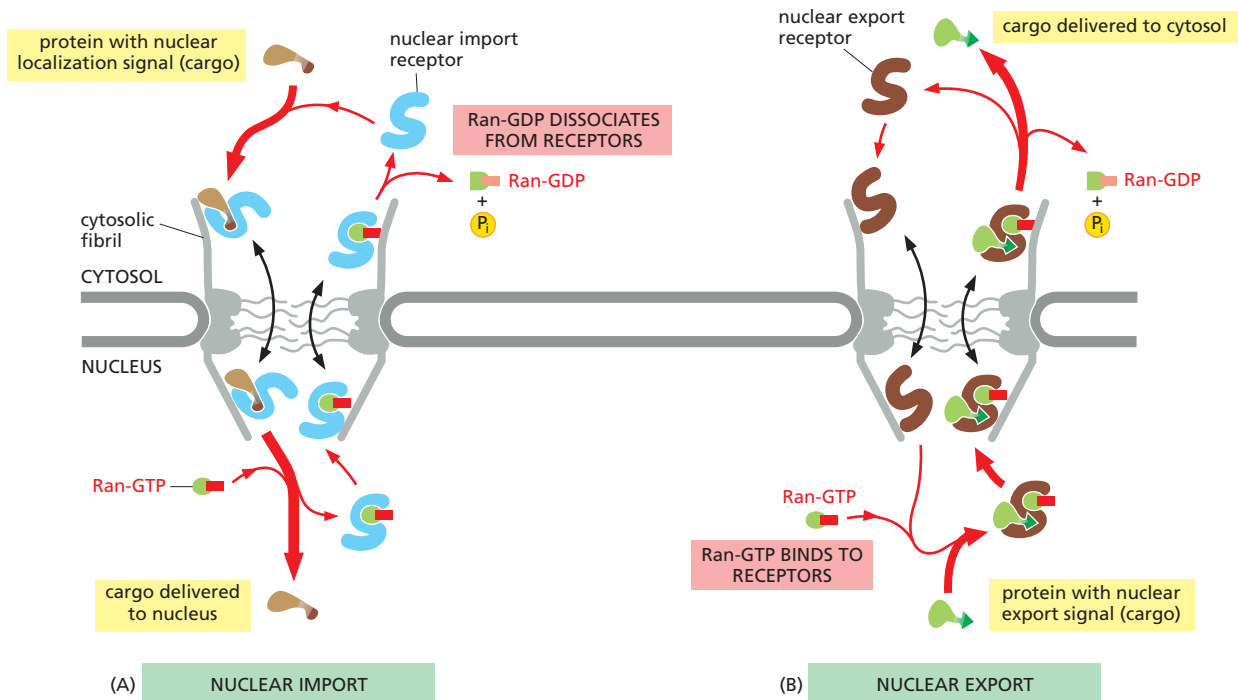 protein with nuclear
localization signal (cargo)
nuclear import
receptor
Ran-GDP DISSOCIATES
FROM RECEPTORS
Ran-GDP
+
Pi
cytosolic
fibril
CYTOSOL
NUCLEUS
Ran-GTP
cargo delivered
to nucleus
(A) NUCLEAR IMPORT
nuclear export
receptor
cargo delivered to cytosol
Ran-GDP
+
Pi
Ran-GTP
Ran-GTP BINDS TO
RECEPTORS
protein with nuclear
export signal (cargo)
(B) NUCLEAR EXPORT